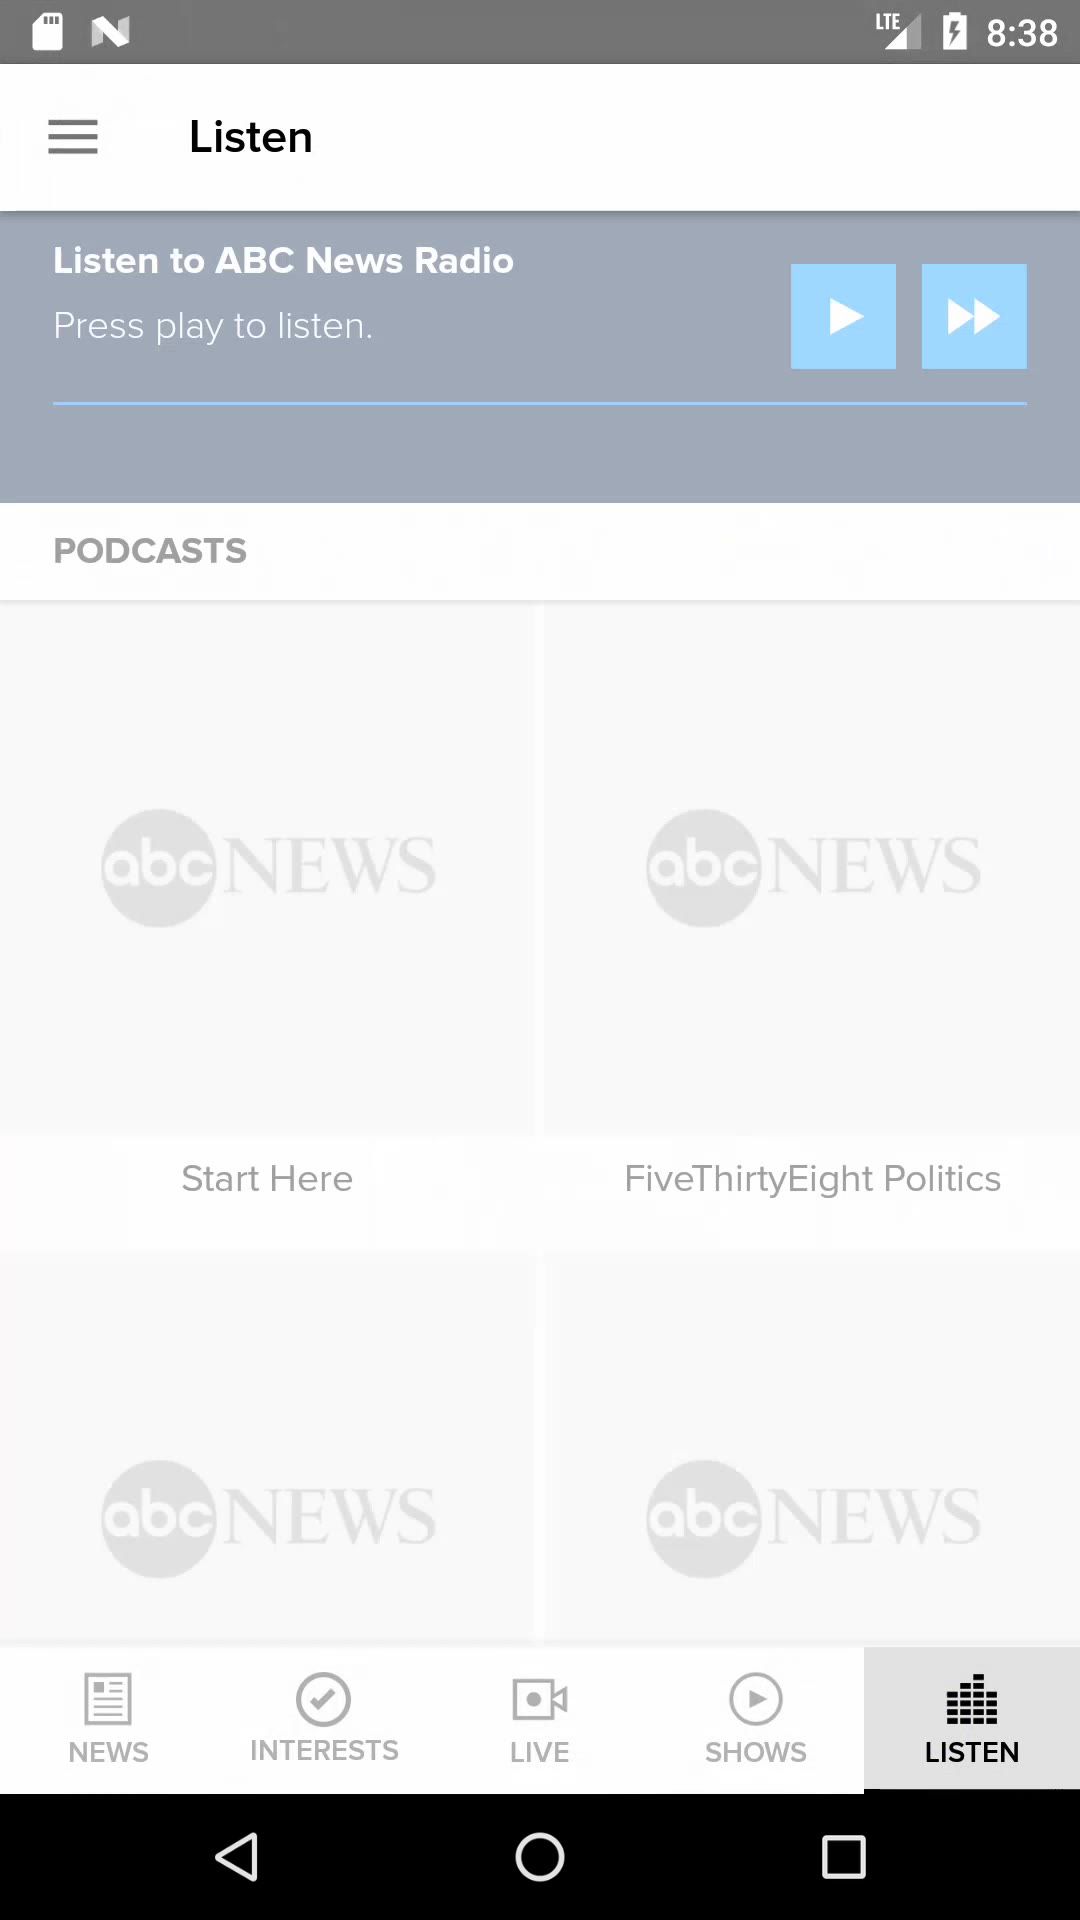 LTE 8:38
Listen
Listen to ABC News Radio
Press play to listen.
PODCASTS
abc NEWS
abc NEWS
Start Here
FiveThirtyEight Politics
abc NEWS
abc NEWS
NEWS
INTERESTS
LIVE
SHOWS
LISTEN